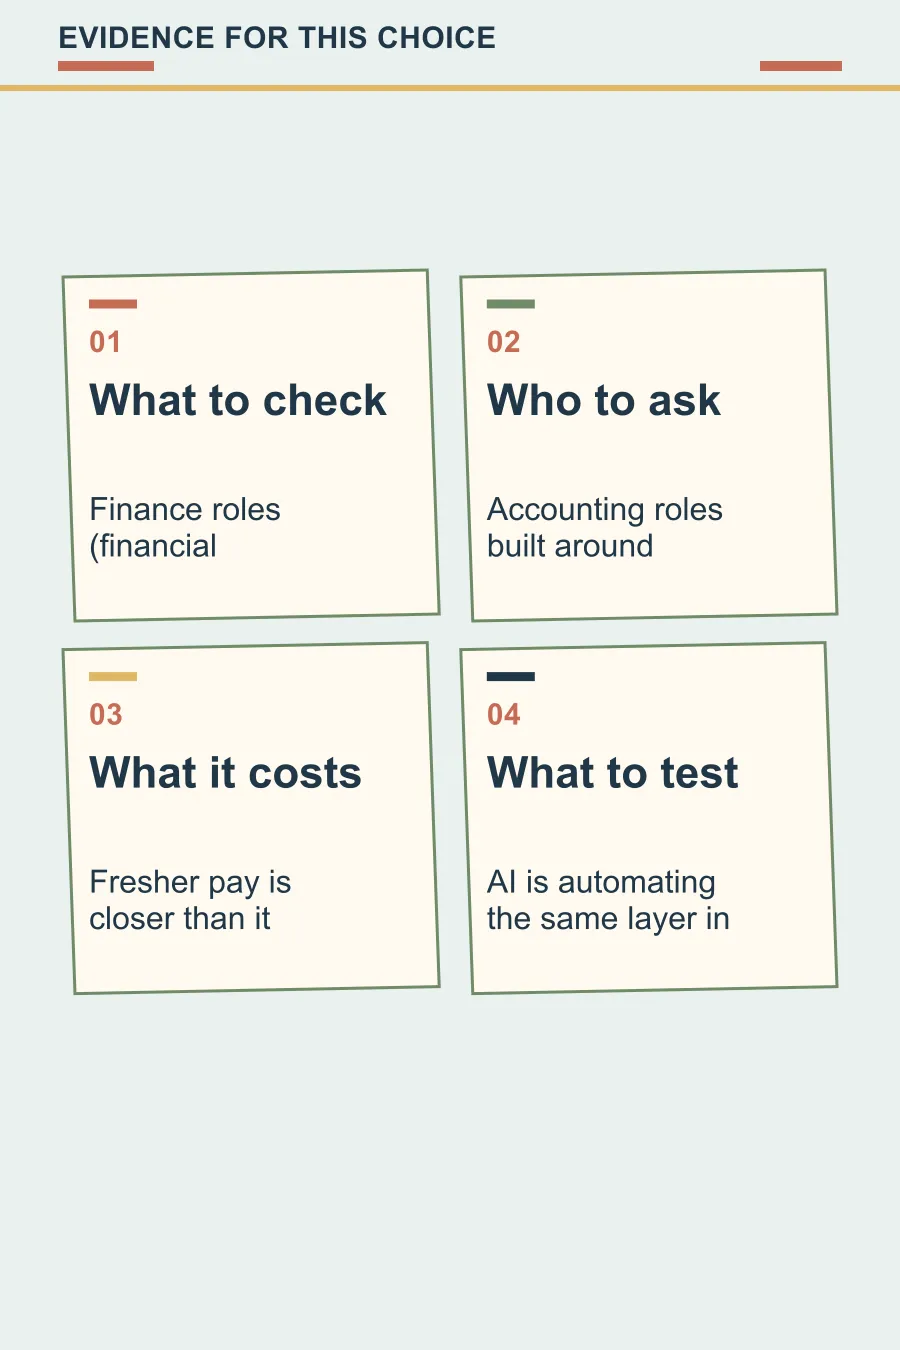 EVIDENCE FOR THIS CHOICE
01
What to check
Finance roles
(financial
02
Who to ask
Accounting roles
built around
03
What it costs
Fresher pay is
closer than it
04
What to test
AI is automating
the same layer in